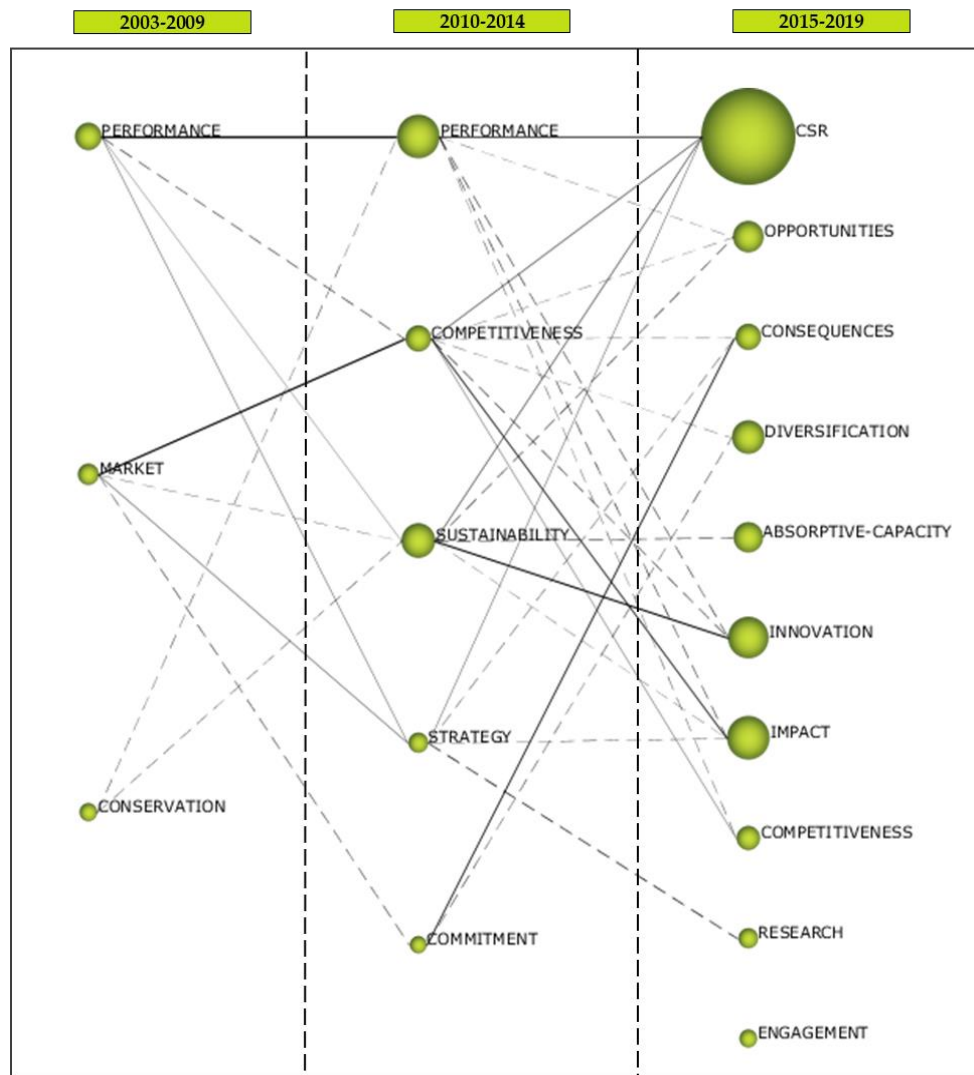 2003-2009
2010-2014
2015-2019
PERFORMANCE
MARKET
CONSERVATION
PERFORMANCE
COMPETITIVENESS
SUSTAINABILITY
STRATEGY
COMMITMENT
CSR
OPPORTUNITIES
CONSEQUENCES
DIVERSIFICATION
ABSORPTIVE-CAPACITY
INNOVATION
IMPACT
COMPETITIVENESS
RESEARCH
ENGAGEMENT